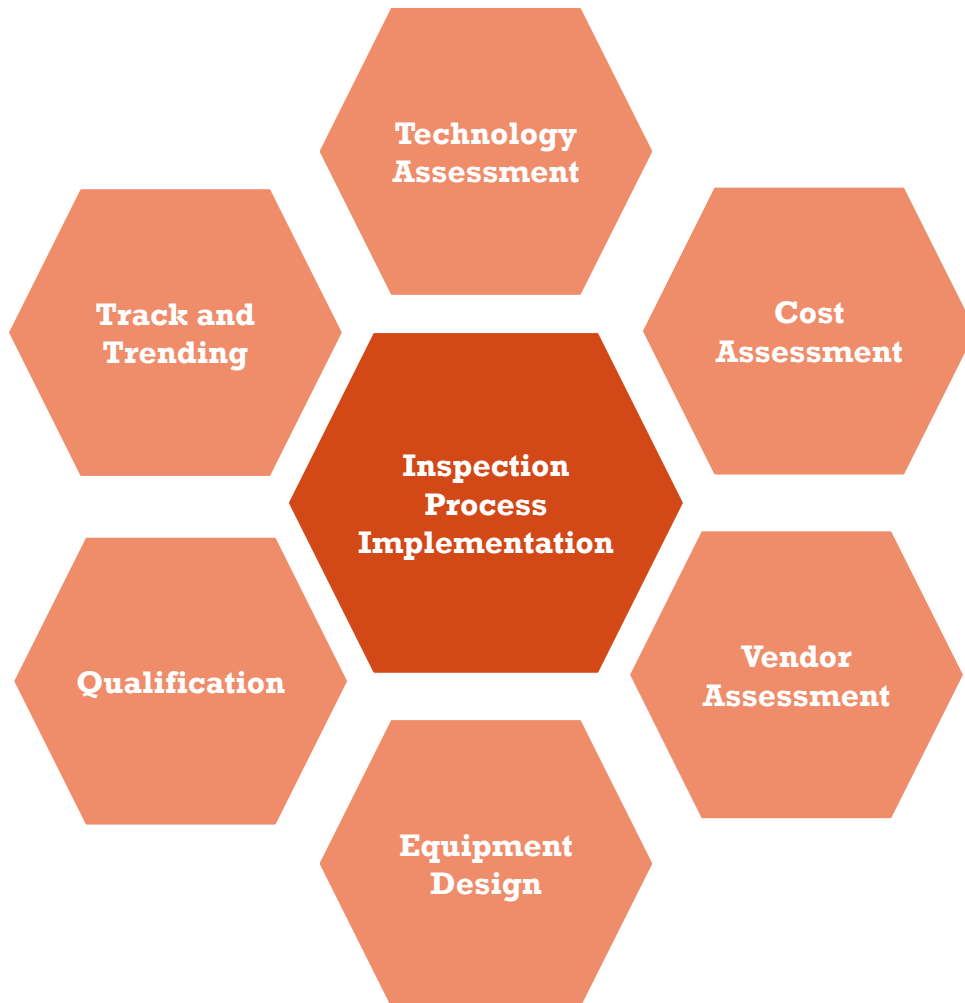 Technology
Assessment
Cost
Assessment
Track and
Trending
Inspection
Process
Implementation
Vendor
Assessment
Qualification
Equipment
Design